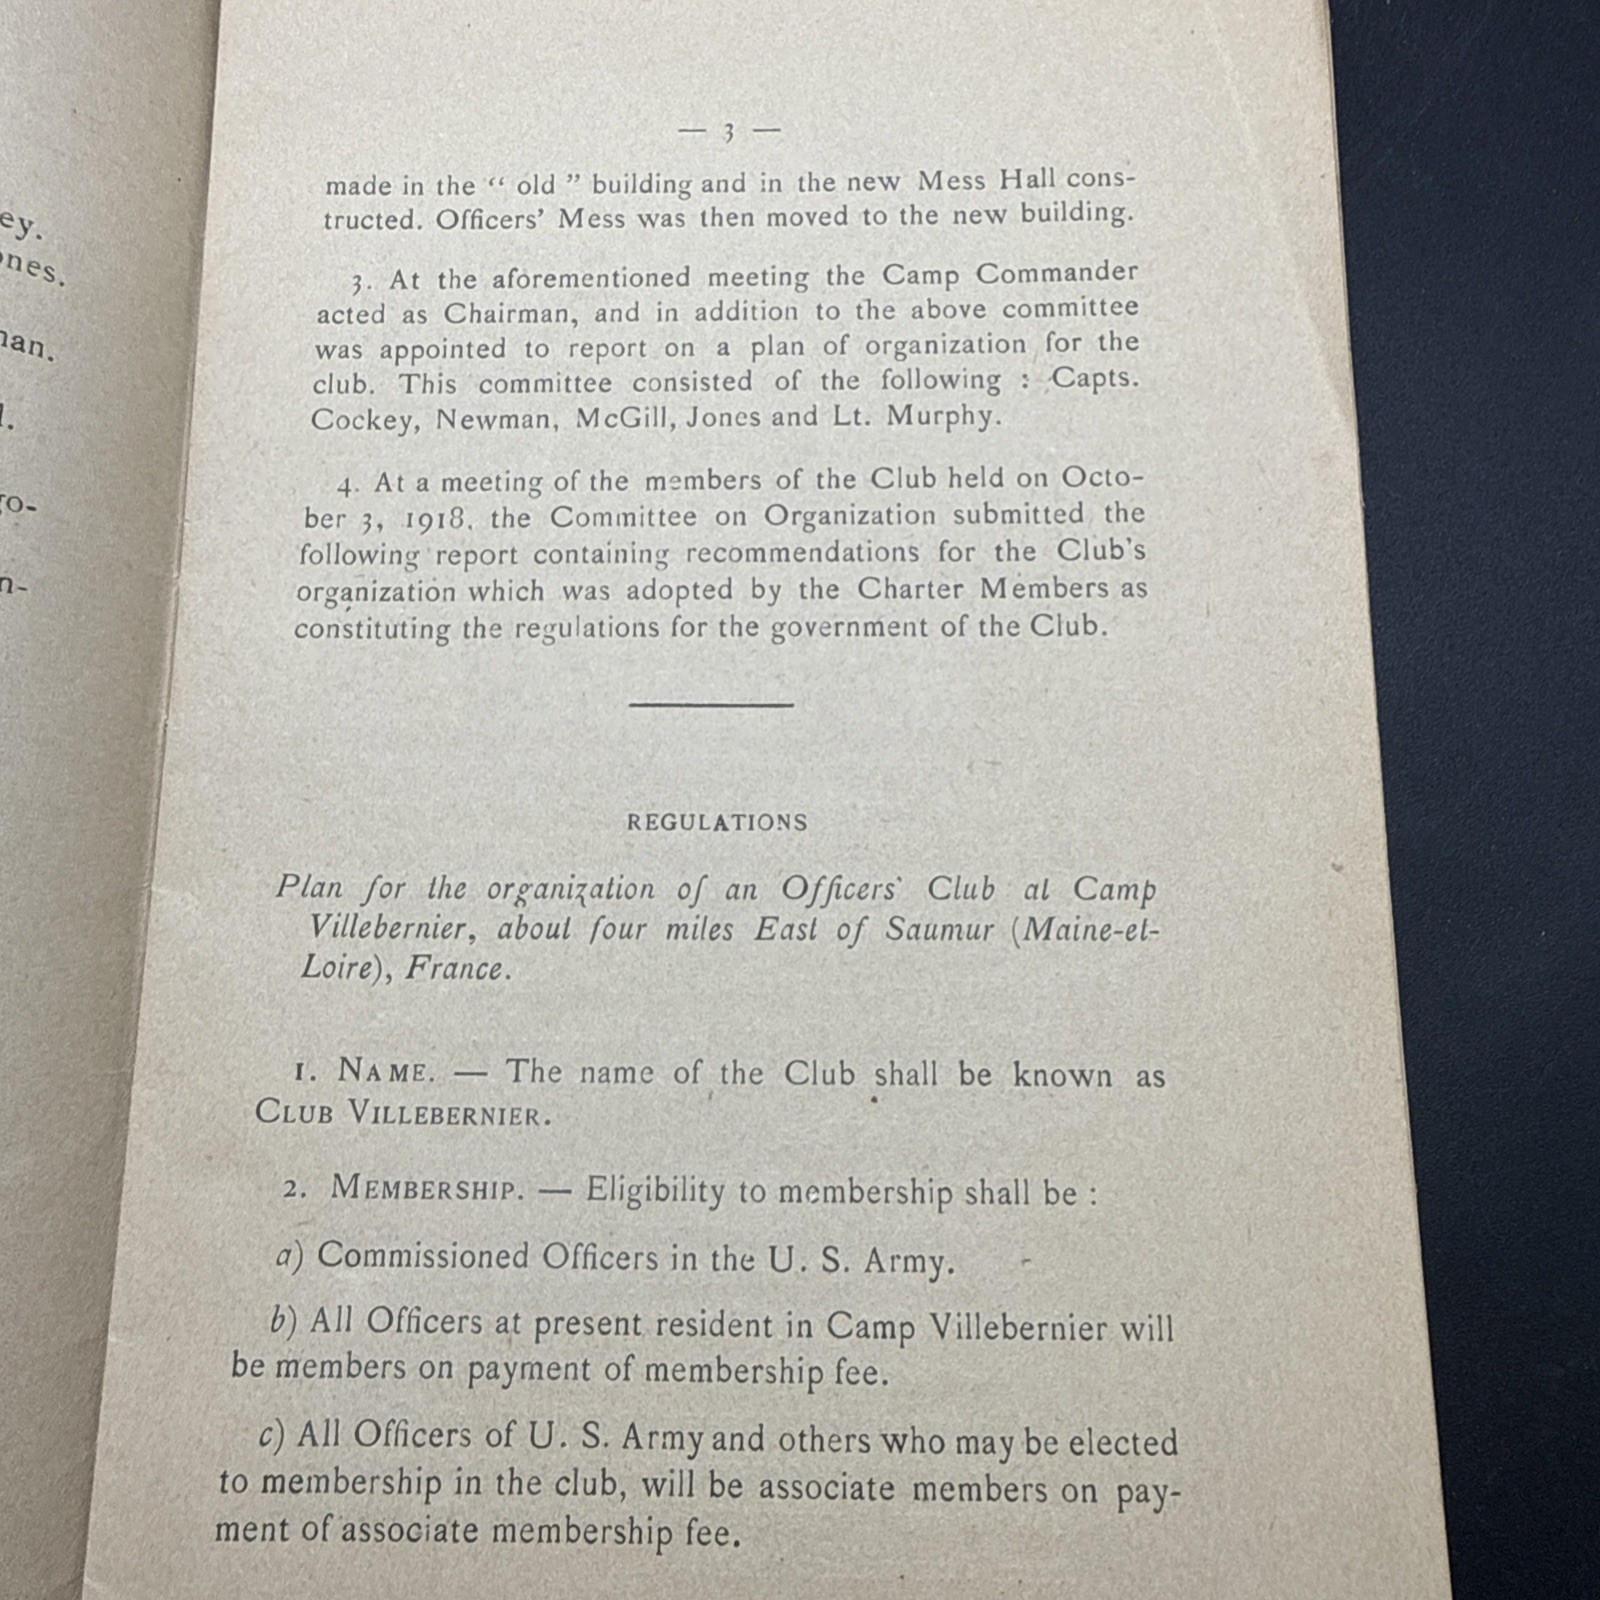 ey.
ones.
man.
l.
ro-
n-
— 3 —
made in the “ old ” building and in the new Mess Hall cons-
tructed. Officers’ Mess was then moved to the new building.
3. At the aforementioned meeting the Camp Commander
acted as Chairman, and in addition to the above committee
was appointed to report on a plan of organization for the
club. This committee consisted of the following : Capts.
Cockey, Newman, McGill, Jones and Lt. Murphy.
4. At a meeting of the members of the Club held on Octo-
ber 3, 1918, the Committee on Organization submitted the
following report containing recommendations for the Club’s
organization which was adopted by the Charter Members as
constituting the regulations for the government of the Club.
REGULATIONS
Plan for the organization of an Officers’ Club at Camp
Villebernier, about four miles East of Saumur (Maine-et-
Loire), France.
1. NAME. — The name of the Club shall be known as
CLUB VILLEBERNIER.
2. MEMBERSHIP. — Eligibility to membership shall be :
a) Commissioned Officers in the U. S. Army.
b) All Officers at present resident in Camp Villebernier will
be members on payment of membership fee.
c) All Officers of U. S. Army and others who may be elected
to membership in the club, will be associate members on pay-
ment of associate membership fee.